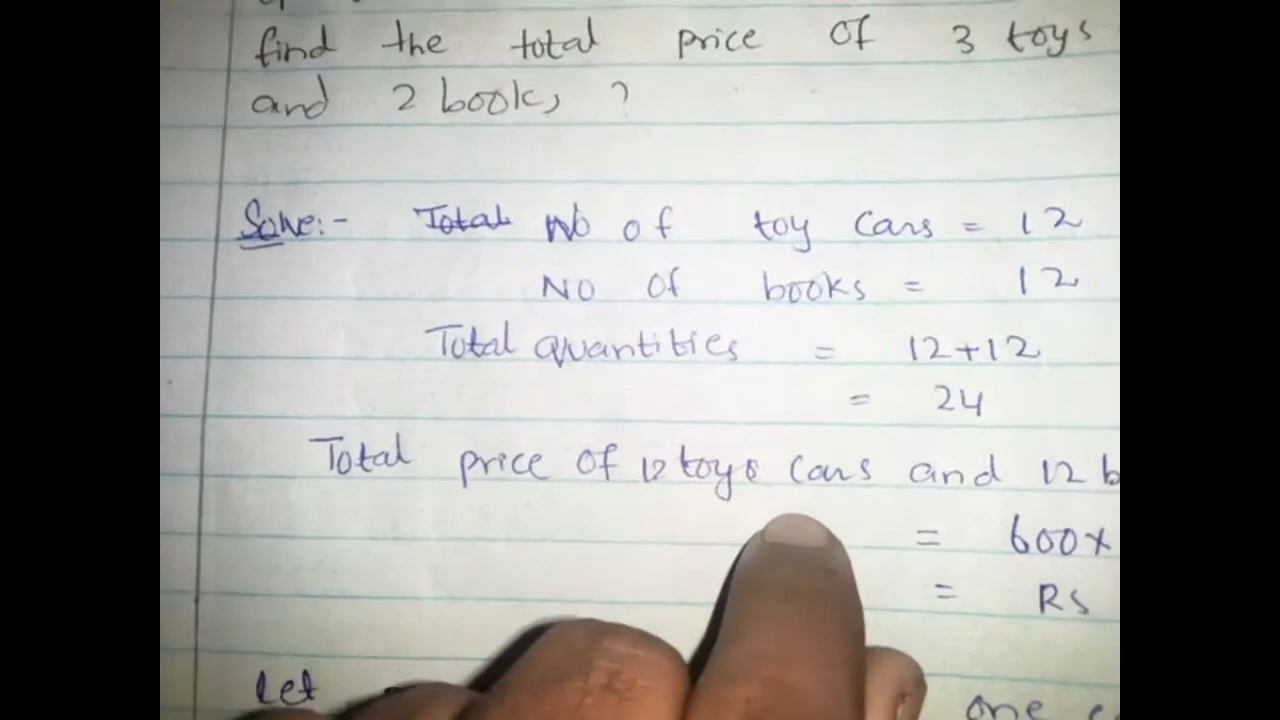 find the total price of 3 toys
and 2 books ?
Solve:- Total No of toy Cars = 12
No of books = 12
Total quantities = 12+12
= 24
Total price of 12 toys Cars and 12 b
= 600x
= Rs
Let
one